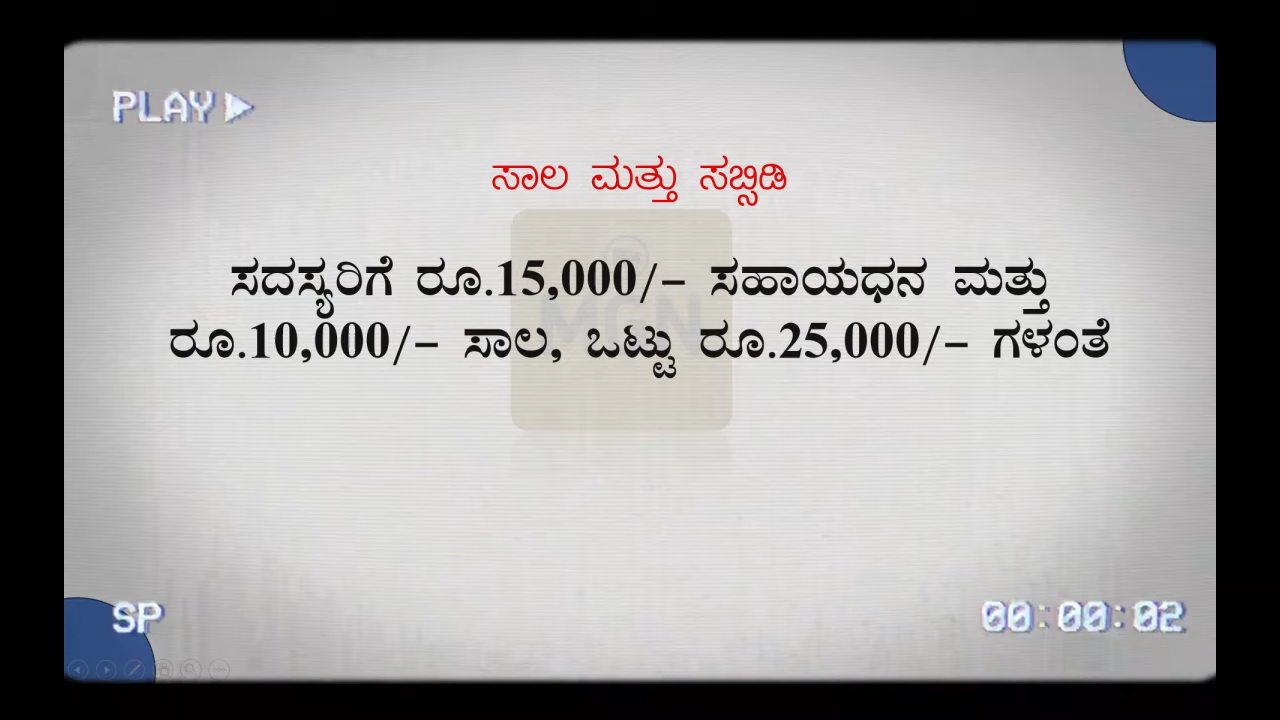 PLAY
ಸಾಲ ಮತ್ತು ಸಬ್ಸಿಡಿ
ಸದಸ್ಯರಿಗೆ ರೂ.15,000/- ಸಹಾಯಧನ ಮತ್ತು
ರೂ.10,000/- ಸಾಲ, ಒಟ್ಟು ರೂ.25,000/- ಗಳಂತೆ
MGN
SP
00:00:02